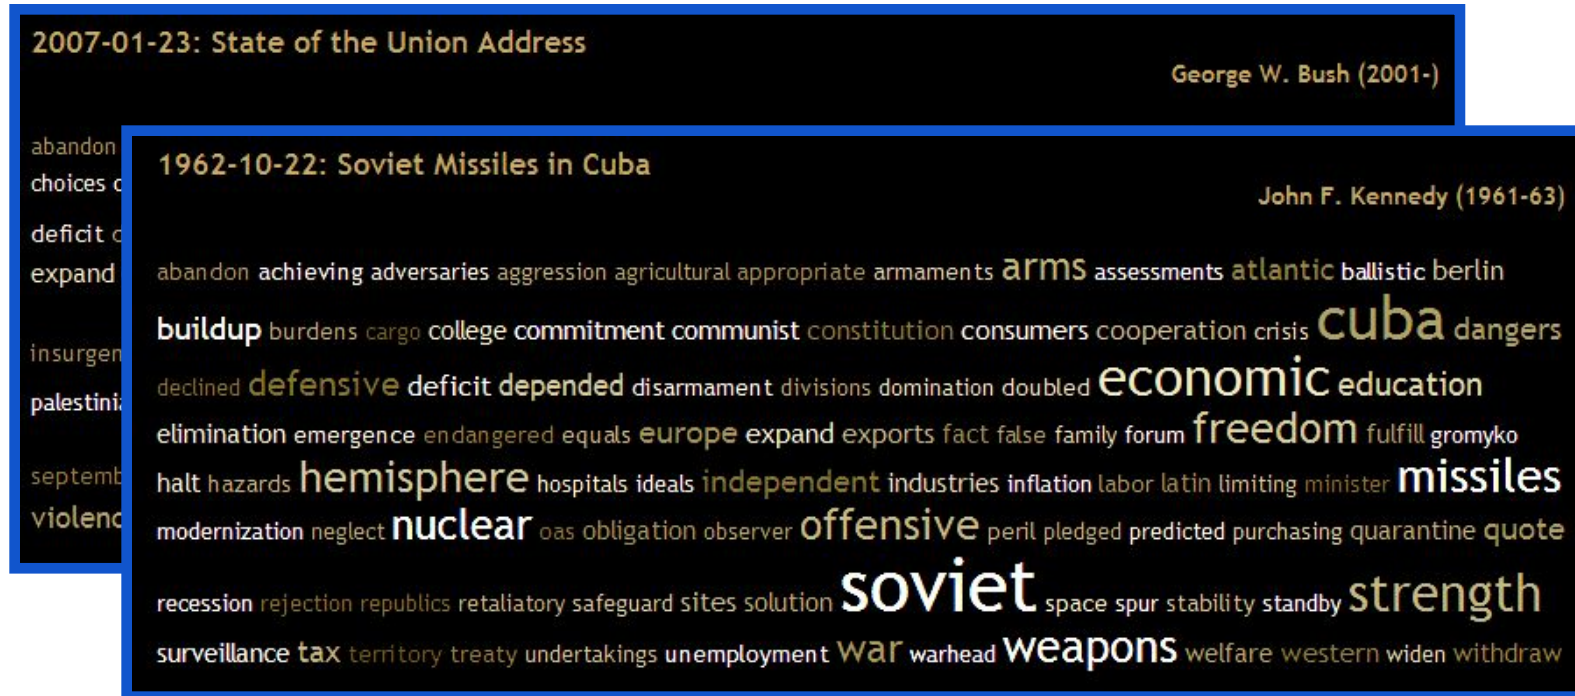 2007-01-23: State of the Union Address
George W. Bush (2001-)
abandon
choices
deficit
expand
insurgen
palestini
septemb
violenc
1962-10-22: Soviet Missiles in Cuba
John F. Kennedy (1961-63)
abandon achieving adversaries aggression agricultural appropriate armaments arms assessments atlantic ballistic berlin
buildup burdens cargo college commitment communist constitution consumers cooperation crisis cuba dangers
declined defensive deficit depended disarmament divisions domination doubled economic education
elimination emergence endangered equals europe expand exports fact false family forum freedom fulfill gromyko
halt hazards hemisphere hospitals ideals independent industries inflation labor latin limiting minister missiles
modernization neglect nuclear oas obligation observer offensive peril pledged predicted purchasing quarantine quote
recession rejection republics retaliatory safeguard sites solution soviet space spur stability standby strength
surveillance tax territory treaty undertakings unemployment war warhead weapons welfare western widen withdraw